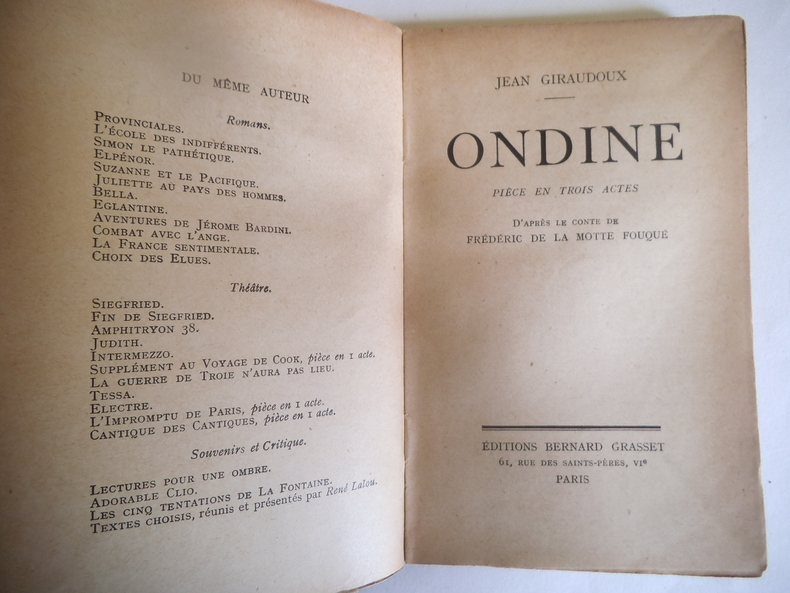 DU MÊME AUTEUR
Romans.
PROVINCIALES.
L'ÉCOLE DES INDIFFÉRENTS.
SIMON LE PATHÉTIQUE.
ELPÉNOR.
SUZANNE ET LE PACIFIQUE.
JULIETTE AU PAYS DES HOMMES.
BELLA.
EGLANTINE.
AVENTURES DE JÉROME BARDINI.
COMBAT AVEC L'ANGE.
LA FRANCE SENTIMENTALE.
CHOIX DES ELUES.
Théâtre.
SIEGFRIED.
FIN DE SIEGFRIED.
AMPHITRYON 38.
JUDITH.
INTERMEZZO.
SUPPLÉMENT AU VOYAGE DE COOK, pièce en 1 acte.
LA GUERRE DE TROIE N'AURA PAS LIEU.
TESSA.
ELECTRE.
L'IMPROMPTU DE PARIS, pièce en 1 acte.
CANTIQUE DES CANTIQUES, pièce en 1 acte.
Souvenirs et Critique.
LECTURES POUR UNE OMBRE.
ADORABLE CLIO.
LES CINQ TENTATIONS DE LA FONTAINE.
TEXTES CHOISIS, réunis et présentés par René Lalou.
JEAN GIRAUDOUX
ONDINE
PIÈCE EN TROIS ACTES
D'APRÈS LE CONTE DE
FRÉDÉRIC DE LA MOTTE FOUQUÉ
ÉDITIONS BERNARD GRASSET
61, RUE DES SAINTS-PÈRES, VIe
PARIS